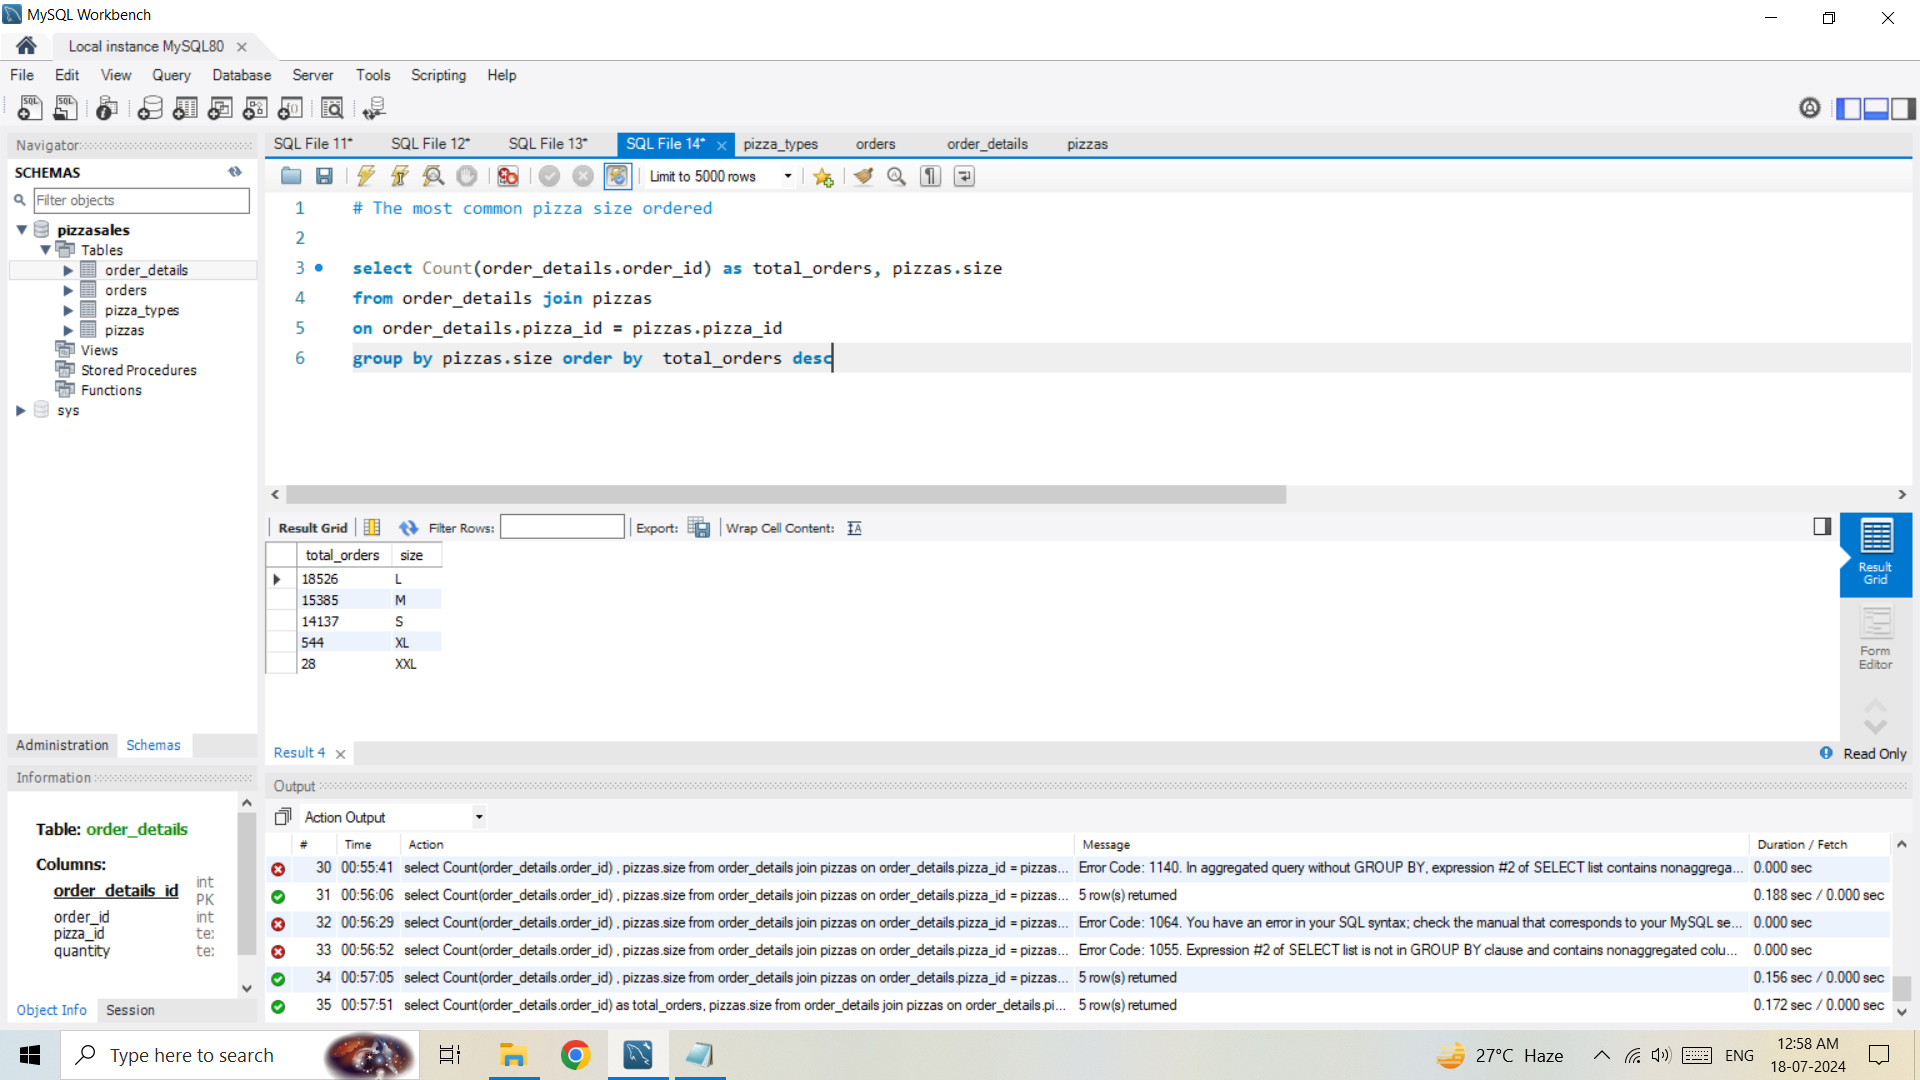 MySQL Workbench
Local instance MySQL80
File Edit View Query Database Server Tools Scripting Help
Navigator
SCHEMAS
Filter objects
pizzasales
Tables
order_details
orders
pizza_types
pizzas
Views
Stored Procedures
Functions
sys
Administration Schemas
Information
Table: order_details
Columns:
order_details_id int PK
order_id int
pizza_id
quantity
Object Info Session
SQL File 11* SQL File 12* SQL File 13* SQL File 14* pizza_types orders order_details pizzas
Limit to 5000 rows
1 # The most common pizza size ordered
2
3 select Count(order_details.order_id) as total_orders, pizzas.size
4 from order_details join pizzas
5 on order_details.pizza_id = pizzas.pizza_id
6 group by pizzas.size order by  total_orders desc
Result Grid Filter Rows: Export: Wrap Cell Content:
total_orders size
18526 L
15385 M
14137 S
544 XL
28 XXL
Result Grid
Form Editor
Result 4 Read Only
Output
Action Output
# Time Action Message Duration / Fetch
30 00:55:41 select Count(order_details.order_id) , pizzas.size from order_details join pizzas on order_details.pizza_id = pizzas... Error Code: 1140. In aggregated query without GROUP BY, expression #2 of SELECT list contains nonaggrega... 0.000 sec
31 00:56:06 select Count(order_details.order_id) , pizzas.size from order_details join pizzas on order_details.pizza_id = pizzas... 5 row(s) returned 0.188 sec / 0.000 sec
32 00:56:29 select Count(order_details.order_id) , pizzas.size from order_details join pizzas on order_details.pizza_id = pizzas... Error Code: 1064. You have an error in your SQL syntax; check the manual that corresponds to your MySQL se... 0.000 sec
33 00:56:52 select Count(order_details.order_id) , pizzas.size from order_details join pizzas on order_details.pizza_id = pizzas... Error Code: 1055. Expression #2 of SELECT list is not in GROUP BY clause and contains nonaggregated colu... 0.000 sec
34 00:57:05 select Count(order_details.order_id) , pizzas.size from order_details join pizzas on order_details.pizza_id = pizzas... 5 row(s) returned 0.156 sec / 0.000 sec
35 00:57:51 select Count(order_details.order_id) as total_orders, pizzas.size from order_details join pizzas on order_details.pi... 5 row(s) returned 0.172 sec / 0.000 sec
Type here to search
27°C Haze
ENG
12:58 AM
18-07-2024